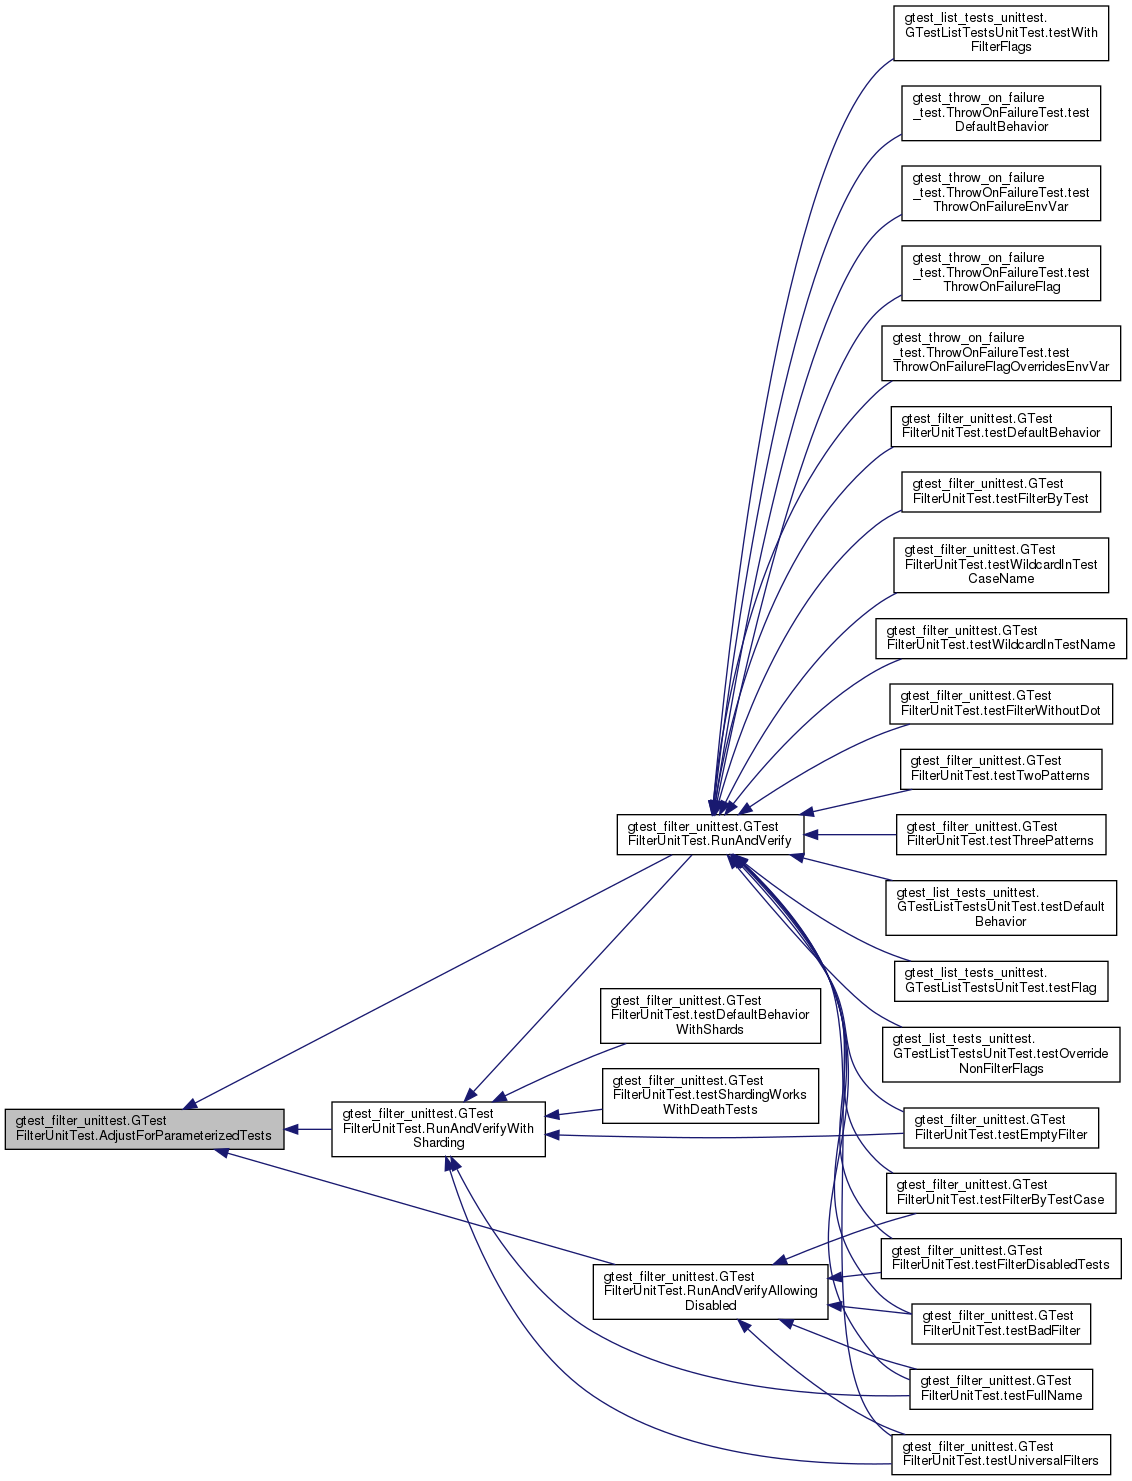 gtest_list_tests_unittest.
GTestListTestsUnitTest.testWith
FilterFlags
gtest_throw_on_failure
_test.ThrowOnFailureTest.test
DefaultBehavior
gtest_throw_on_failure
_test.ThrowOnFailureTest.test
ThrowOnFailureEnvVar
gtest_throw_on_failure
_test.ThrowOnFailureTest.test
ThrowOnFailureFlag
gtest_throw_on_failure
_test.ThrowOnFailureTest.test
ThrowOnFailureFlagOverridesEnvVar
gtest_filter_unittest.GTest
FilterUnitTest.testDefaultBehavior
gtest_filter_unittest.GTest
FilterUnitTest.testFilterByTest
gtest_filter_unittest.GTest
FilterUnitTest.testWildcardInTest
CaseName
gtest_filter_unittest.GTest
FilterUnitTest.testWildcardInTestName
gtest_filter_unittest.GTest
FilterUnitTest.testFilterWithoutDot
gtest_filter_unittest.GTest
FilterUnitTest.testTwoPatterns
gtest_filter_unittest.GTest
FilterUnitTest.RunAndVerify
gtest_filter_unittest.GTest
FilterUnitTest.testThreePatterns
gtest_list_tests_unittest.
GTestListTestsUnitTest.testDefault
Behavior
gtest_list_tests_unittest.
GTestListTestsUnitTest.testFlag
gtest_filter_unittest.GTest
FilterUnitTest.testDefaultBehavior
WithShards
gtest_list_tests_unittest.
GTestListTestsUnitTest.testOverride
NonFilterFlags
gtest_filter_unittest.GTest
FilterUnitTest.testShardingWorks
WithDeathTests
gtest_filter_unittest.GTest
FilterUnitTest.AdjustForParameterizedTests
gtest_filter_unittest.GTest
FilterUnitTest.RunAndVerifyWith
Sharding
gtest_filter_unittest.GTest
FilterUnitTest.testEmptyFilter
gtest_filter_unittest.GTest
FilterUnitTest.testFilterByTestCase
gtest_filter_unittest.GTest
FilterUnitTest.testFilterDisabledTests
gtest_filter_unittest.GTest
FilterUnitTest.RunAndVerifyAllowing
Disabled
gtest_filter_unittest.GTest
FilterUnitTest.testBadFilter
gtest_filter_unittest.GTest
FilterUnitTest.testFullName
gtest_filter_unittest.GTest
FilterUnitTest.testUniversalFilters